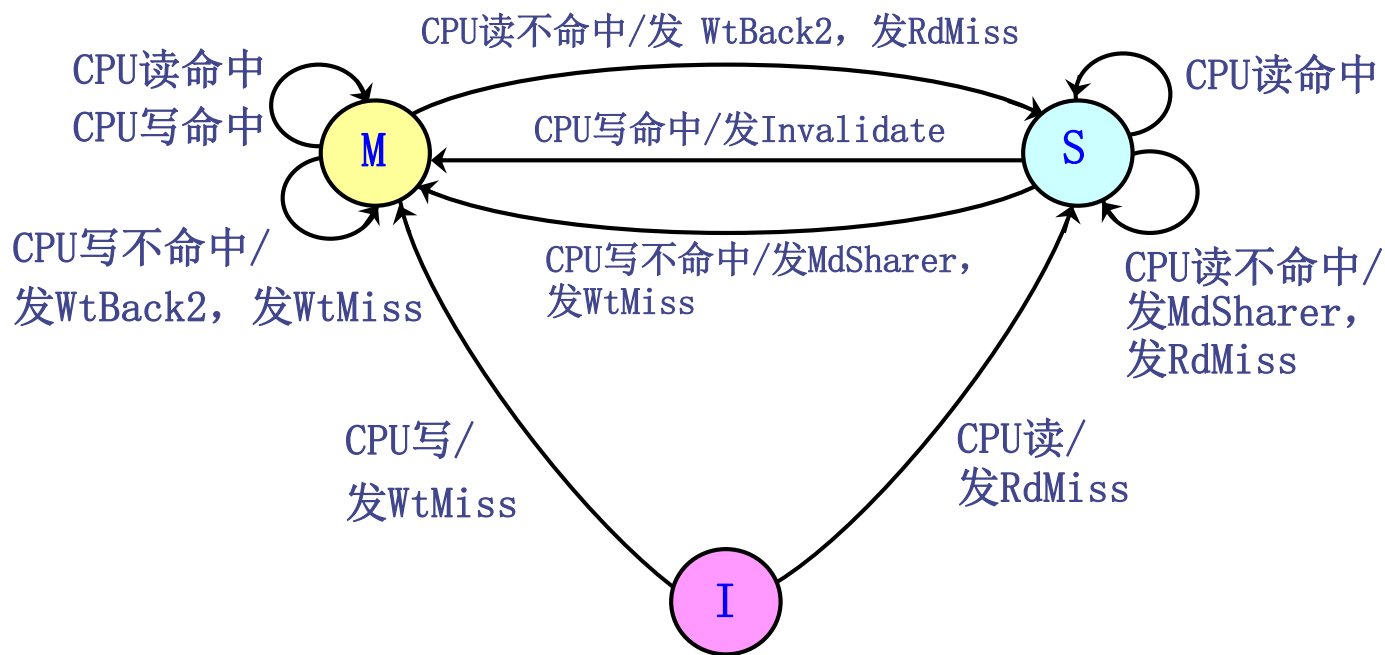 CPU读不命中/发 WtBack2，发RdMiss
CPU读命中
CPU写命中
CPU读命中
CPU写命中/发Invalidate
M
S
CPU写不命中/
发WtBack2，发WtMiss
CPU写不命中/发MdSharer，
发WtMiss
CPU读不命中/
发MdSharer，
发RdMiss
CPU写/
发WtMiss
CPU读/
发RdMiss
I